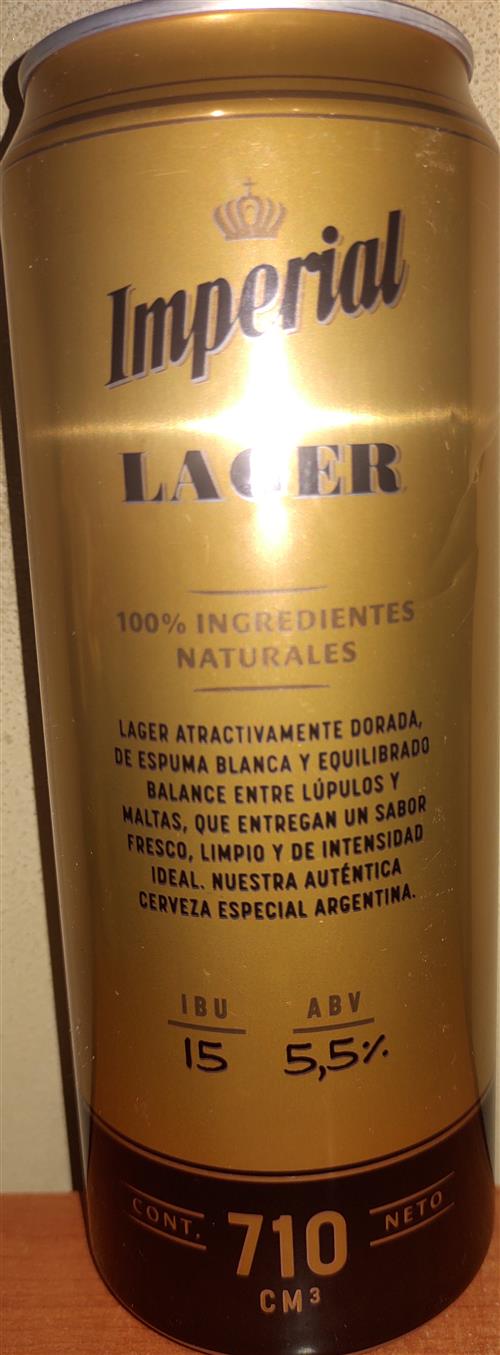 Imperial
LAGER
100% INGREDIENTES
NATURALES
LAGER ATRACTIVAMENTE DORADA,
DE ESPUMA BLANCA Y EQUILIBRADO
BALANCE ENTRE LÚPULOS Y
MALTAS, QUE ENTREGAN UN SABOR
FRESCO, LIMPIO Y DE INTENSIDAD
IDEAL. NUESTRA AUTÉNTICA
CERVEZA ESPECIAL ARGENTINA.
IBU ABV
15 5,5%
CONT. 710 NETO
CM³